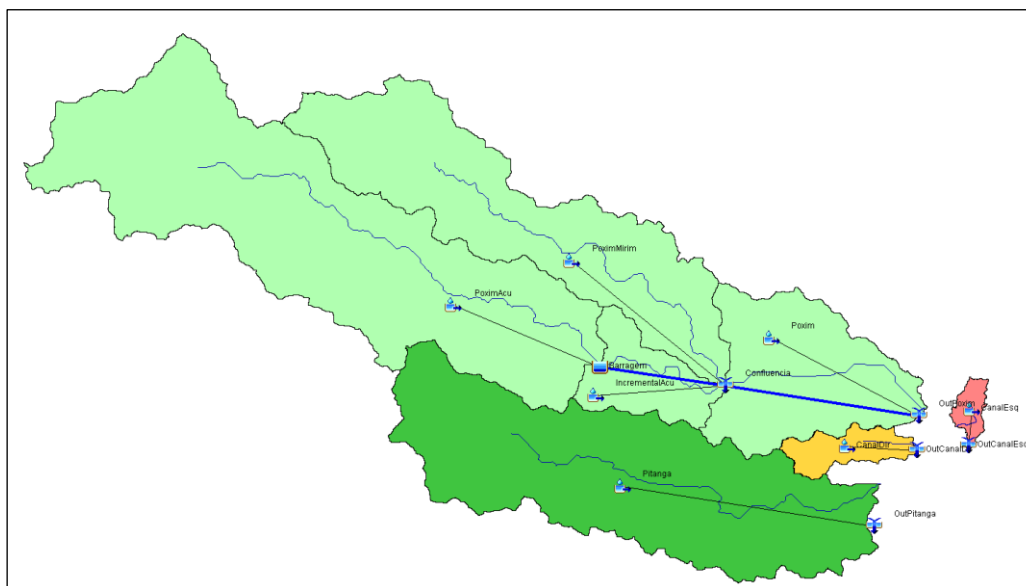 PoximMirim
PoximAcu
Poxim
Barragem
Confluencia
IncrementalAcu
OutPoxim
CanalEsq
CanalDir
OutCanalDir
OutCanalEsq
Pitanga
OutPitanga